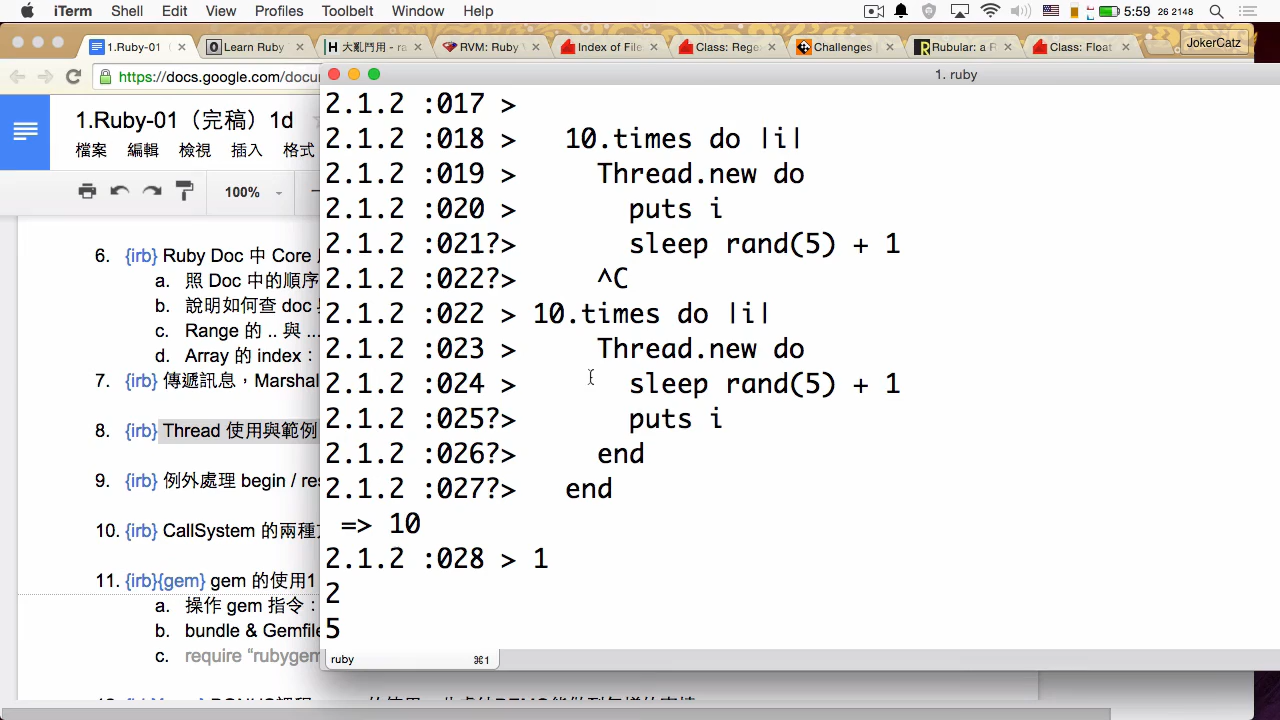 iTerm Shell Edit View Profiles Toolbelt Window Help 5:59 26 2148
1.Ruby-01 Learn Ruby 大亂鬥用 - ra RVM: Ruby Index of File Class: Rege Challenges Rubular: a R Class: Float JokerCatz
https://docs.google.com/docu
1. ruby
1.Ruby-01（完稿）1d
檔案 編輯 檢視 插入 格式
100%
6. {irb} Ruby Doc 中 Core
a. 照 Doc 中的順序
b. 說明如何查 doc
c. Range 的 .. 與 ...
d. Array 的 index：
7. {irb} 傳遞訊息，Marshal
8. {irb} Thread 使用與範例
9. {irb} 例外處理 begin / res
10. {irb} CallSystem 的兩種
11. {irb}{gem} gem 的使用1
a. 操作 gem 指令：
b. bundle & Gemfile
c. require “rubygem
2.1.2 :017 >
2.1.2 :018 > 10.times do |i|
2.1.2 :019 > Thread.new do
2.1.2 :020 > puts i
2.1.2 :021?> sleep rand(5) + 1
2.1.2 :022?> ^C
2.1.2 :022 > 10.times do |i|
2.1.2 :023 > Thread.new do
2.1.2 :024 > sleep rand(5) + 1
2.1.2 :025?> puts i
2.1.2 :026?> end
2.1.2 :027?> end
=> 10
2.1.2 :028 > 1
2
5
ruby ⌘1